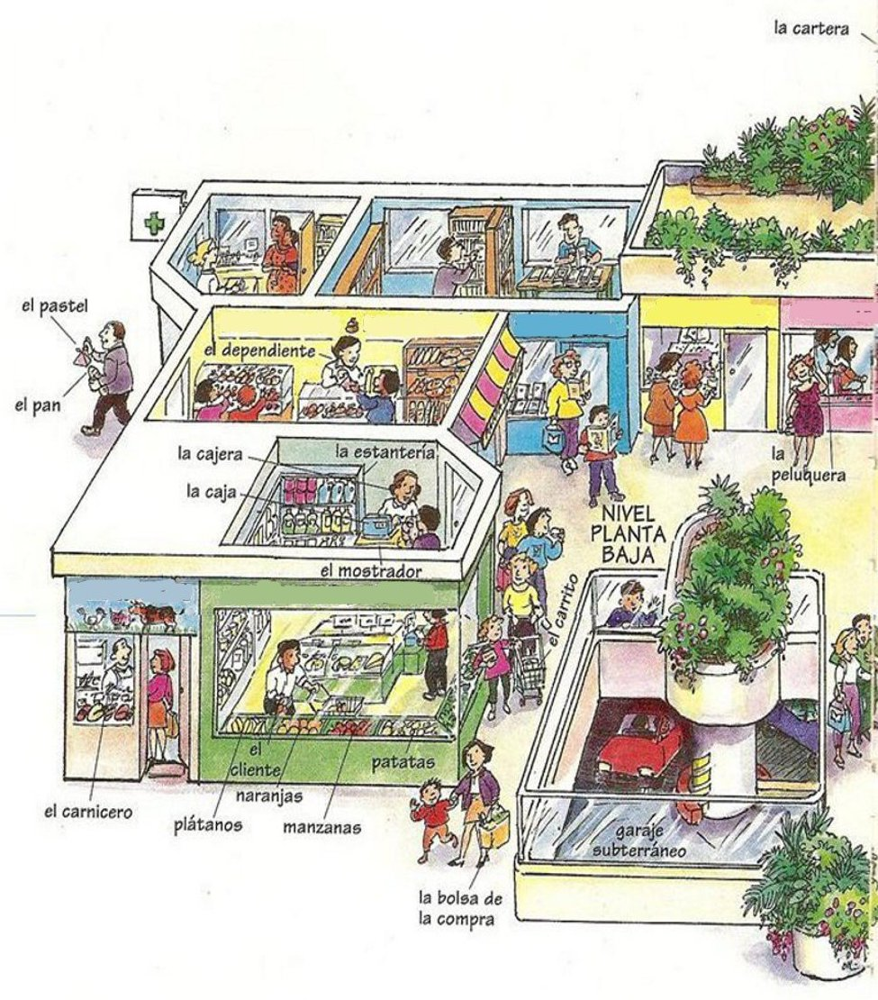 la cartera
el pastel
el dependiente
el pan
la cajera
la estantería
la caja
la
peluquera
NIVEL
PLANTA
BAJA
el mostrador
el carrito
el
cliente
patatas
naranjas
el carnicero
plátanos
manzanas
garaje
subterráneo
la bolsa de
la compra